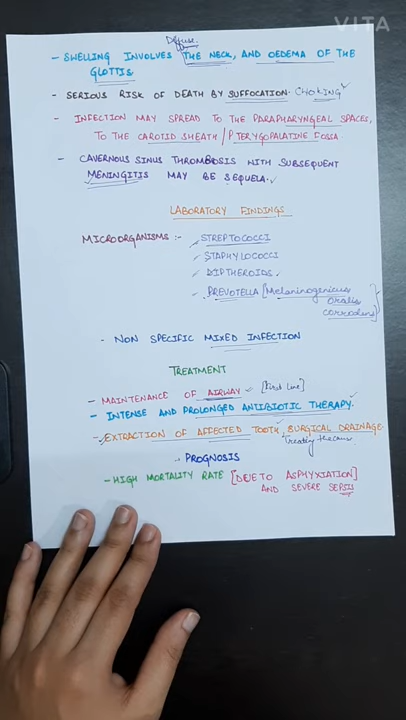 VITA
Diffuse
- SWELLING INVOLVES THE NECK, AND OEDEMA OF THE
GLOTTIS.
- SERIOUS RISK OF DEATH BY SUFFOCATION. CHOKING
- INFECTION MAY SPREAD TO THE PARAPHARYNGEAL SPACES,
TO THE CAROTID SHEATH / PTERYGOPALATINE FOSSA.
- CAVERNOUS SINUS THROMBOSIS WITH SUBSEQUENT
MENINGITIS MAY BE SEQUELA.
LABORATORY FINDINGS
MICROORGANISMS :- STREPTOCOCCI
STAPHYLOCOCCI
DIPTHEROIDS.
PREVOTELLA [Melaninogenicus
oralis
corrodens]
- NON SPECIFIC MIXED INFECTION
TREATMENT
- MAINTENANCE OF AIRWAY - [First line]
- INTENSE AND PROLONGED ANTIBIOTIC THERAPY.
- EXTRACTION OF AFFECTED TOOTH, SURGICAL DRAINAGE.
Treating the
PROGNOSIS
- HIGH MORTALITY RATE [DUE TO ASPHYXIATION]
AND SEVERE SEPSIS